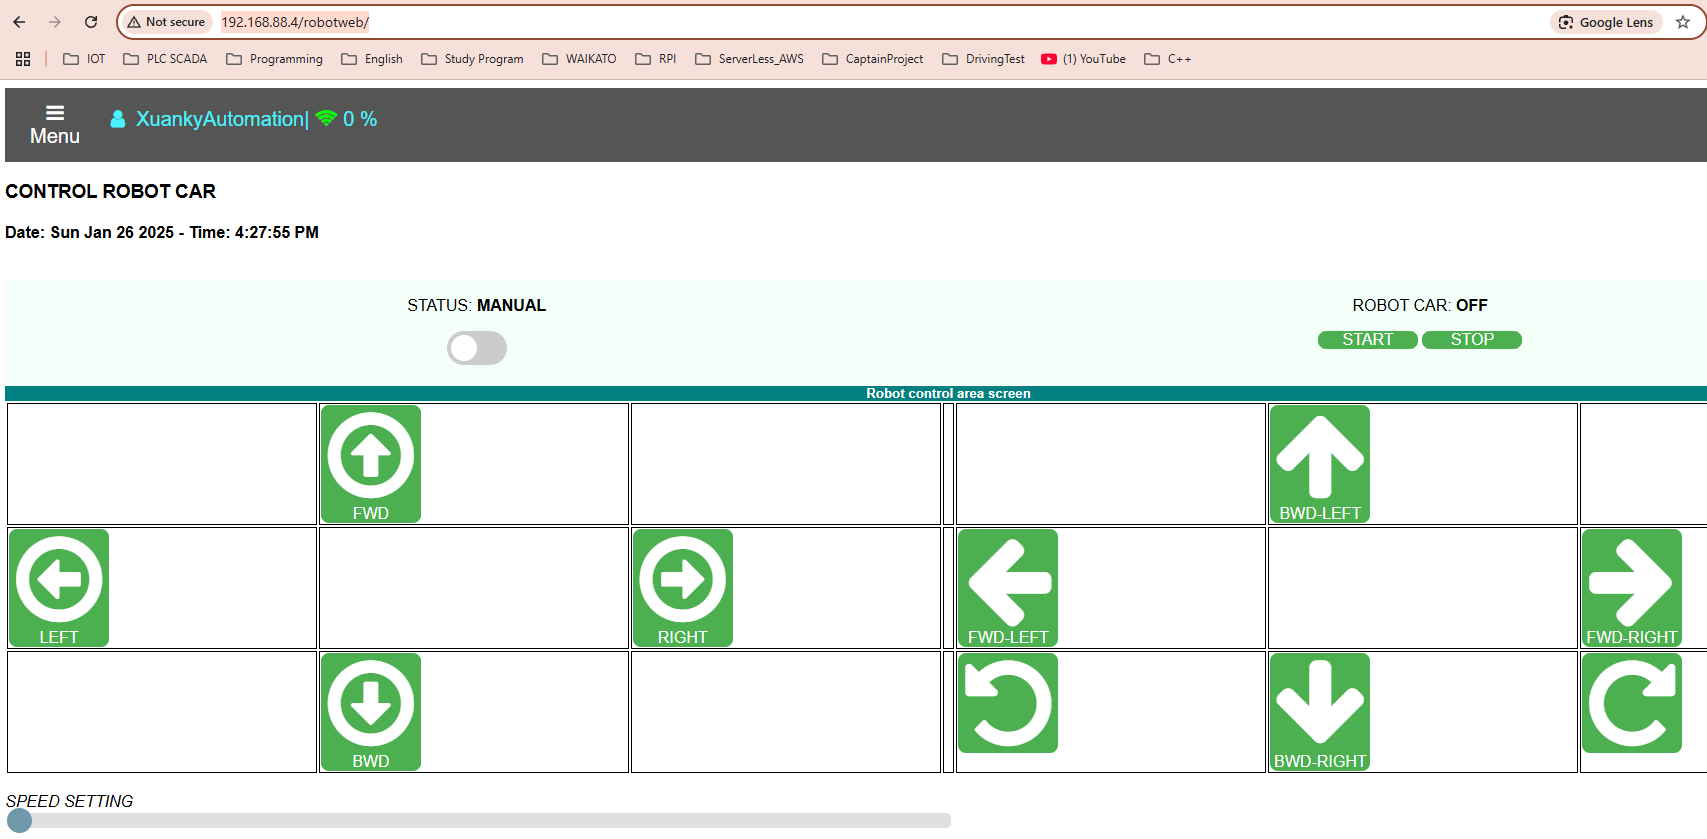 Not secure 192.168.88.4/robotweb/ Google Lens
IOT PLC SCADA Programming English Study Program WAIKATO RPI ServerLess_AWS CaptainProject DrivingTest (1) YouTube C++
Menu XuankyAutomation| 0 %
CONTROL ROBOT CAR
Date: Sun Jan 26 2025 - Time: 4:27:55 PM
STATUS: MANUAL ROBOT CAR: OFF
START STOP
Robot control area screen
FWD BWD-LEFT
LEFT RIGHT FWD-LEFT FWD-RIGHT
BWD BWD-RIGHT
SPEED SETTING